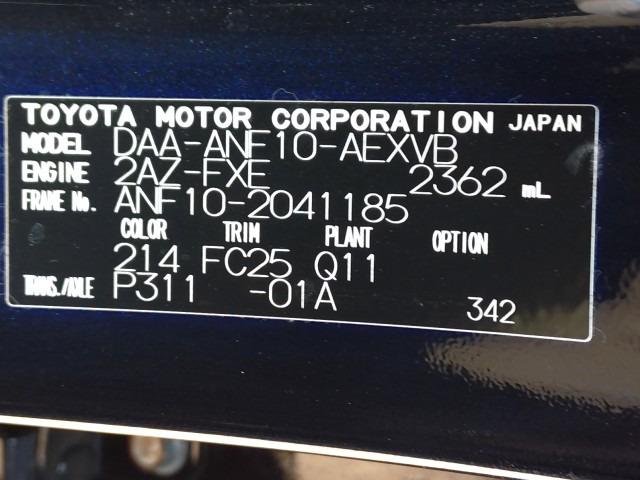 TOYOTA MOTOR CORPORATION JAPAN
MODEL DAA-ANF10-AEXVB
ENGINE 2AZ-FXE 2362 mL
FRAME No. ANF10-2041185
COLOR TRIM PLANT OPTION
214 FC25 Q11
TRANS./AXLE P311 -01A 342